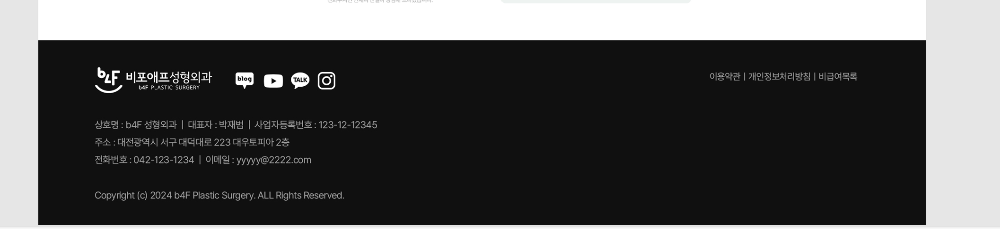 b4F 비포애프성형외과
b4F PLASTIC SURGERY
blog
TALK
이용약관 | 개인정보처리방침 | 비급여목록
상호명 : b4F 성형외과 | 대표자 : 박재범 | 사업자등록번호 : 123-12-12345
주소 : 대전광역시 서구 대덕대로 223 대우토피아 2층
전화번호 : 042-123-1234 | 이메일 : yyyyy@2222.com
Copyright (c) 2024 b4F Plastic Surgery. ALL Rights Reserved.